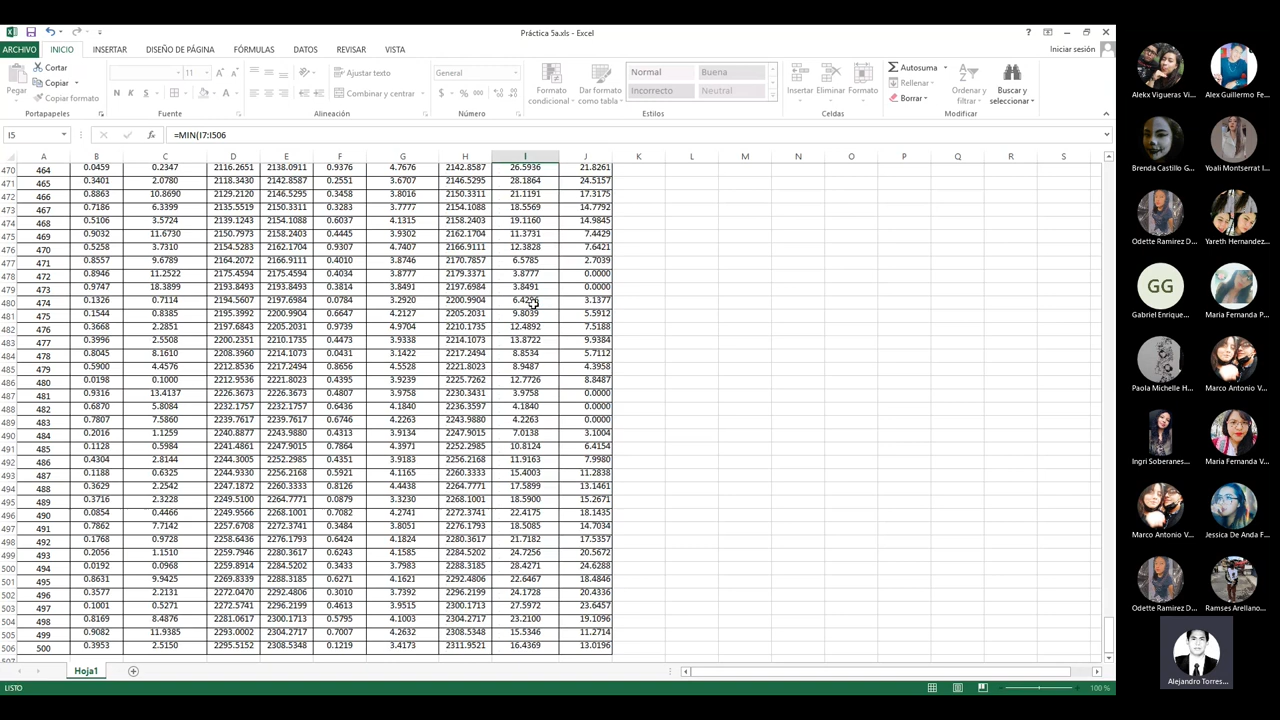 Práctica 5a.xls - Excel
ARCHIVO INICIO INSERTAR DISEÑO DE PÁGINA FÓRMULAS DATOS REVISAR VISTA Iniciar sesión
Pegar Cortar Copiar Copiar formato 11 Ajustar texto Combinar y centrar General Formato condicional Dar formato como tabla Normal Buena Incorrecto Neutral Insertar Eliminar Formato Autosuma Rellenar Borrar Ordenar y filtrar Buscar y seleccionar
Portapapeles Fuente Alineación Número Estilos Celdas Modificar
I5 =MIN(I7:I506
A B C D E F G H I J K L M N O P Q R S
470 464 0.0459 0.2347 2116.2651 2138.0911 0.9376 4.7676 2142.8587 26.5936 21.8261
471 465 0.3401 2.0780 2118.3430 2142.8587 0.2551 3.6707 2146.5295 28.1864 24.5157
472 466 0.8863 10.8690 2129.2120 2146.5295 0.3458 3.8016 2150.3311 21.1191 17.3175
473 467 0.7186 6.3399 2135.5519 2150.3311 0.3283 3.7777 2154.1088 18.5569 14.7792
474 468 0.5106 3.5724 2139.1243 2154.1088 0.6037 4.1315 2158.2403 19.1160 14.9845
475 469 0.9032 11.6730 2150.7973 2158.2403 0.4445 3.9302 2162.1704 11.3731 7.4429
476 470 0.5258 3.7310 2154.5283 2162.1704 0.9307 4.7407 2166.9111 12.3828 7.6421
477 471 0.8557 9.6789 2164.2072 2166.9111 0.4010 3.8746 2170.7857 6.5785 2.7039
478 472 0.8946 11.2522 2175.4594 2175.4594 0.4034 3.8777 2179.3371 3.8777 0.0000
479 473 0.9747 18.3899 2193.8493 2193.8493 0.3814 3.8491 2197.6984 3.8491 0.0000
480 474 0.1326 0.7114 2194.5607 2197.6984 0.0784 3.2920 2200.9904 6.4296 3.1377
481 475 0.1544 0.8385 2195.3992 2200.9904 0.6647 4.2127 2205.2031 9.8039 5.5912
482 476 0.3668 2.2851 2197.6843 2205.2031 0.9739 4.9704 2210.1735 12.4892 7.5188
483 477 0.3996 2.5508 2200.2351 2210.1735 0.4473 3.9338 2214.1073 13.8722 9.9384
484 478 0.8045 8.1610 2208.3960 2214.1073 0.0431 3.1422 2217.2494 8.8534 5.7112
485 479 0.5900 4.4576 2212.8536 2217.2494 0.8656 4.5528 2221.8023 8.9487 4.3958
486 480 0.0198 0.1000 2212.9536 2221.8023 0.4395 3.9239 2225.7262 12.7726 8.8487
487 481 0.9316 13.4137 2226.3673 2226.3673 0.4807 3.9758 2230.3431 3.9758 0.0000
488 482 0.6870 5.8084 2232.1757 2232.1757 0.6436 4.1840 2236.3597 4.1840 0.0000
489 483 0.7807 7.5860 2239.7617 2239.7617 0.6746 4.2263 2243.9880 4.2263 0.0000
490 484 0.2016 1.1259 2240.8877 2243.9880 0.4313 3.9134 2247.9015 7.0138 3.1004
491 485 0.1128 0.5984 2241.4861 2247.9015 0.7864 4.3971 2252.2985 10.8124 6.4154
492 486 0.4304 2.8144 2244.3005 2252.2985 0.4351 3.9183 2256.2168 11.9163 7.9980
493 487 0.1188 0.6325 2244.9330 2256.2168 0.5921 4.1165 2260.3333 15.4003 11.2838
494 488 0.3629 2.2542 2247.1872 2260.3333 0.8126 4.4438 2264.7771 17.5899 13.1461
495 489 0.3716 2.3228 2249.5100 2264.7771 0.0879 3.3230 2268.1001 18.5900 15.2671
496 490 0.0854 0.4466 2249.9566 2268.1001 0.7082 4.2741 2272.3741 22.4175 18.1435
497 491 0.7862 7.7142 2257.6708 2272.3741 0.3484 3.8051 2276.1793 18.5085 14.7034
498 492 0.1768 0.9728 2258.6436 2276.1793 0.6424 4.1824 2280.3617 21.7182 17.5357
499 493 0.2056 1.1510 2259.7946 2280.3617 0.6243 4.1585 2284.5202 24.7256 20.5672
500 494 0.0192 0.0968 2259.8914 2284.5202 0.3433 3.7983 2288.3185 28.4271 24.6288
501 495 0.8631 9.9425 2269.8339 2288.3185 0.6271 4.1621 2292.4806 22.6467 18.4846
502 496 0.3577 2.2131 2272.0470 2292.4806 0.3010 3.7392 2296.2199 24.1728 20.4336
503 497 0.1001 0.5271 2272.5741 2296.2199 0.4613 3.9515 2300.1713 27.5972 23.6457
504 498 0.8169 8.4876 2281.0617 2300.1713 0.5795 4.1003 2304.2717 23.2100 19.1096
505 499 0.9082 11.9385 2293.0002 2304.2717 0.7007 4.2632 2308.5348 15.5346 11.2714
506 500 0.3953 2.5150 2295.5152 2308.5348 0.1219 3.4173 2311.9521 16.4369 13.0196
Hoja1
LISTO 100 %
Alekx Vigueras Vi... Alex Guillermo Fe...
Brenda Castillo G... Yoali Montserrat I...
Odette Ramirez D... Yareth Hernandez...
GG
Gabriel Enrique... Maria Fernanda P...
Paola Michelle H... Marco Antonio V...
Ingri Soberanes... Maria Fernanda V...
Marco Antonio V... Jessica De Anda F...
Odette Ramirez D... Ramses Arellano...
Alejandro Torres...